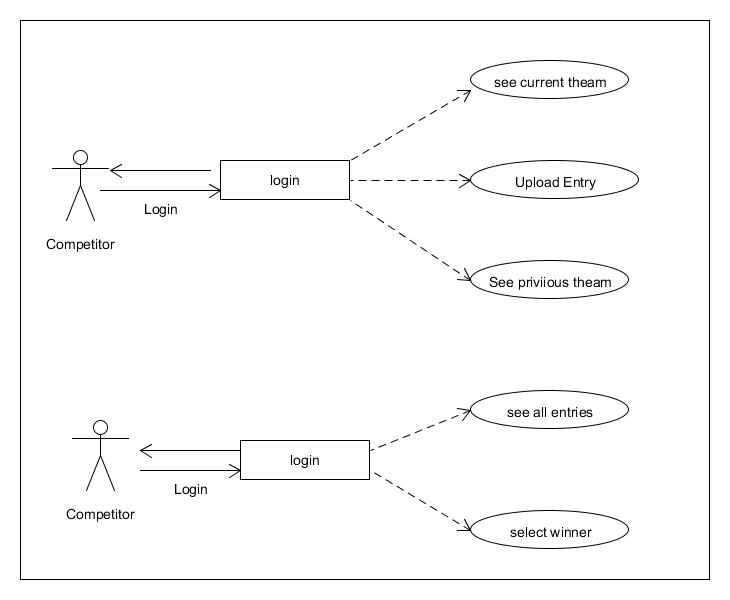 see current theam
login
Upload Entry
Login
Competitor
See priviious theam
see all entries
login
Login
Competitor
select winner